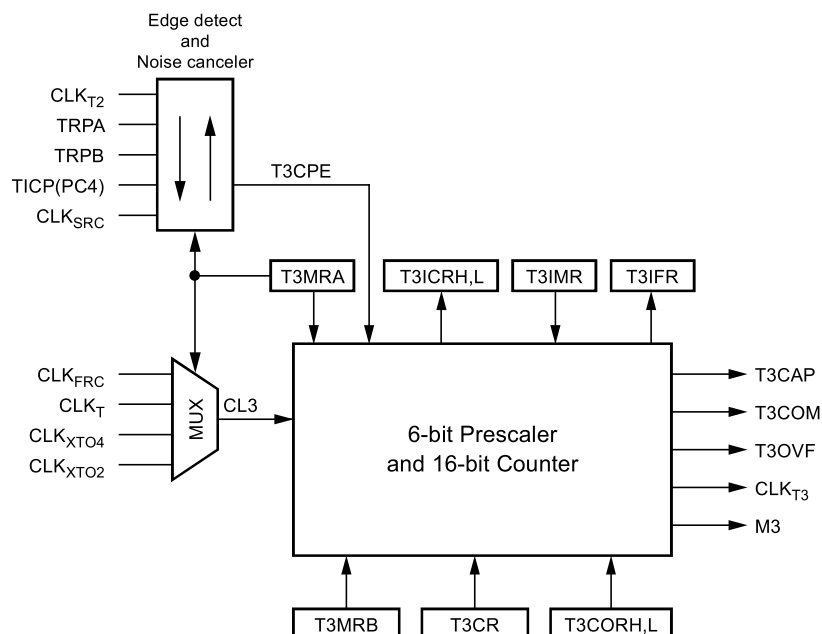 Edge detect
and
Noise canceler
CLKT2
TRPA
TRPB
TICP(PC4)
CLKSRC
T3CPE
T3MRA
T3ICRH,L
T3IMR
T3IFR
CLKFRC
CLKT
CLKXTO4
CLKXTO2
MUX
CL3
6-bit Prescaler
and 16-bit Counter
T3CAP
T3COM
T3OVF
CLKT3
M3
T3MRB
T3CR
T3CORH,L